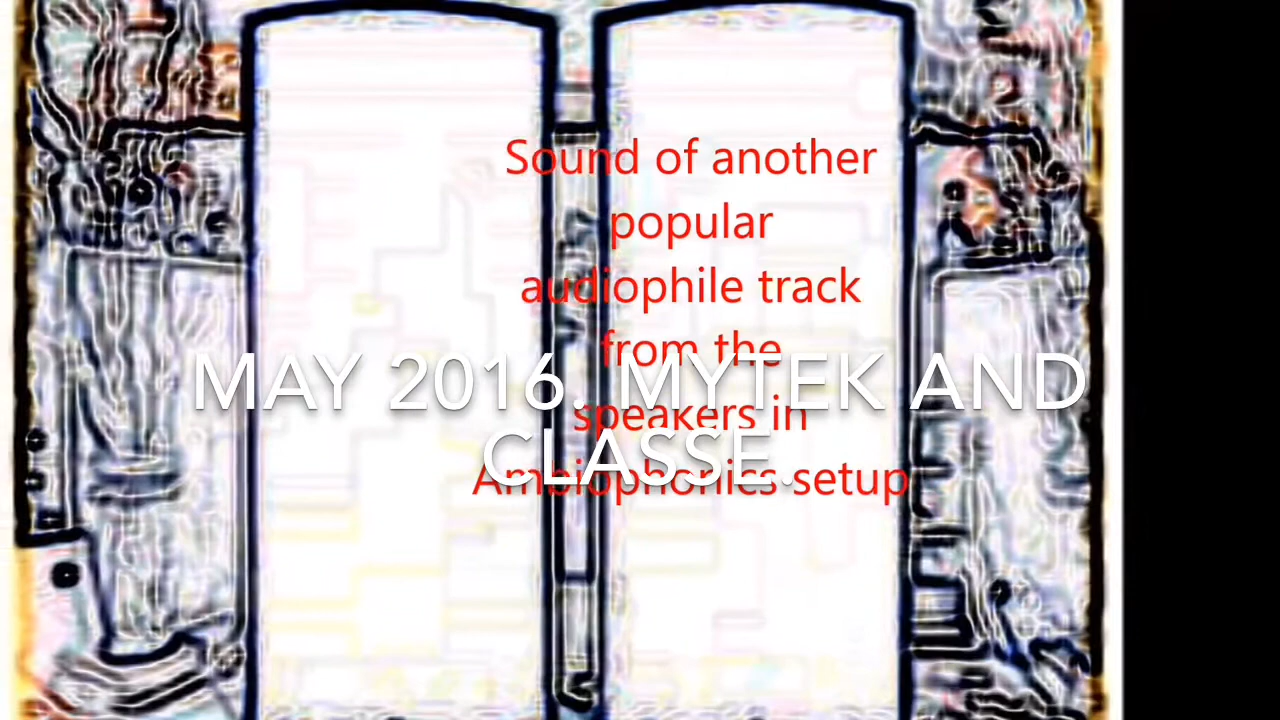 Sound of another
popular
audiophile track
from the
speakers in
Ambiophonics setup
MAY 2016. MYTEK AND
CLASSE.